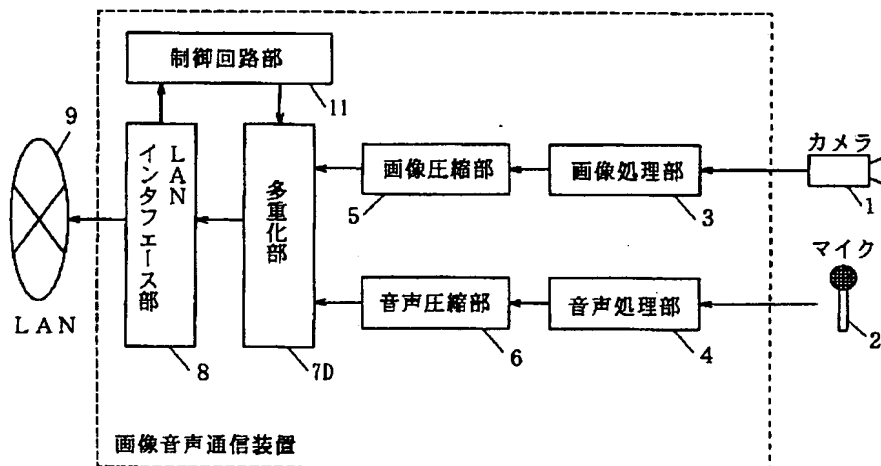 制御回路部
11
9
LAN
インタフェース部
8
多重化部
7D
画像圧縮部
5
画像処理部
3
カメラ
1
音声圧縮部
6
音声処理部
4
マイク
2
LAN
画像音声通信装置